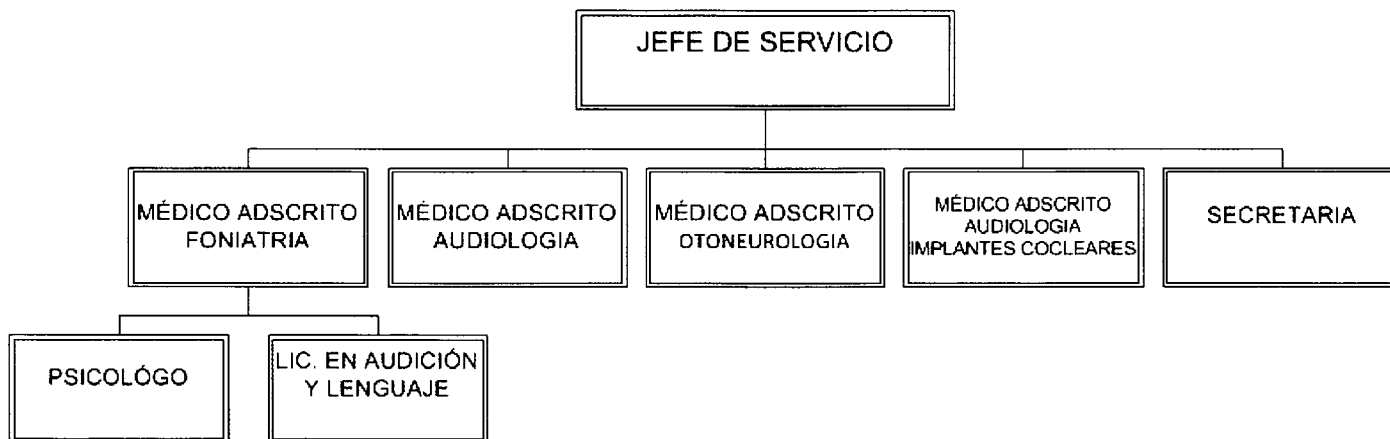 JEFE DE SERVICIO
MÉDICO ADSCRITO
FONIATRIA
MÉDICO ADSCRITO
AUDIOLOGIA
MÉDICO ADSCRITO
OTONEUROLOGIA
MÉDICO ADSCRITO
AUDIOLOGIA
IMPLANTES COCLEARES
SECRETARIA
PSICOLÓGO
LIC. EN AUDICIÓN
Y LENGUAJE